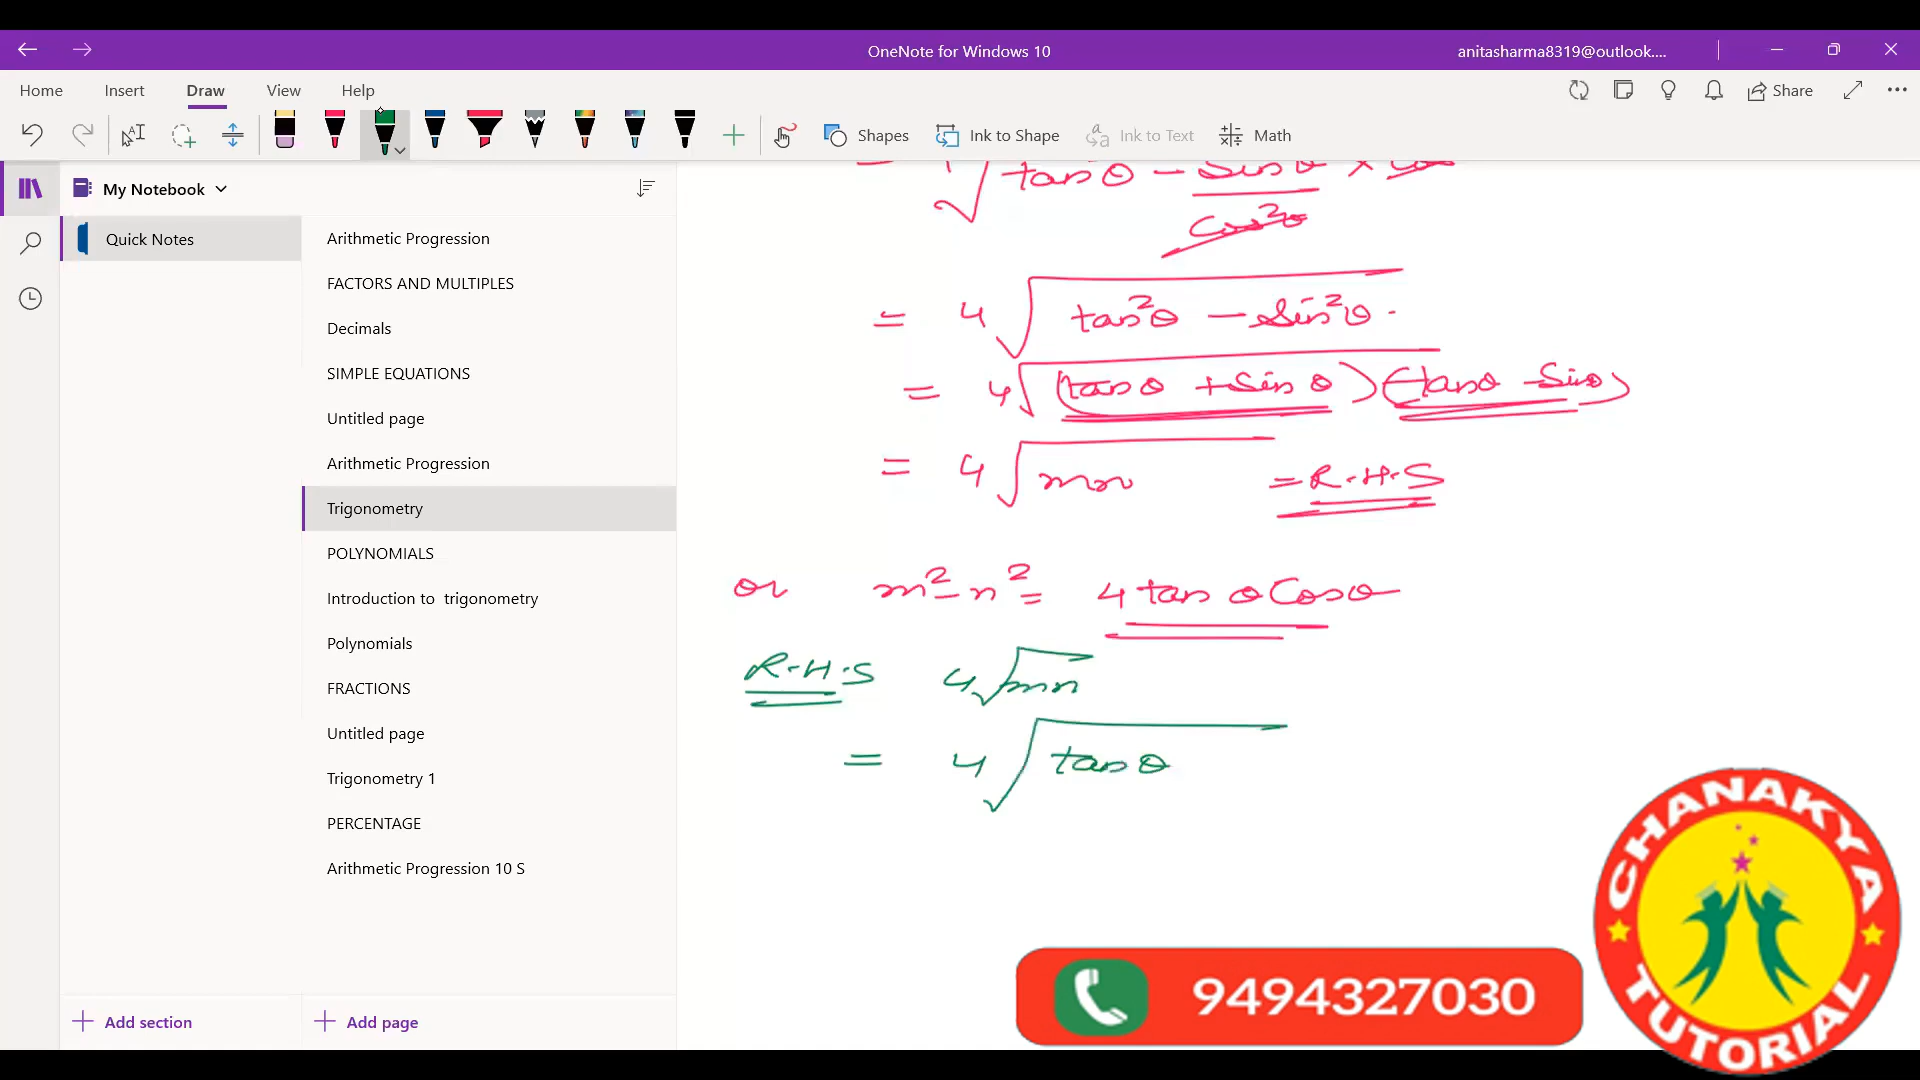 OneNote for Windows 10
anitasharma8319@outlook....
Home Insert Draw View Help
Share
Shapes Ink to Shape Ink to Text Math
My Notebook
Quick Notes
Arithmetic Progression
FACTORS AND MULTIPLES
Decimals
SIMPLE EQUATIONS
Untitled page
Arithmetic Progression
Trigonometry
POLYNOMIALS
Introduction to trigonometry
Polynomials
FRACTIONS
Untitled page
Trigonometry 1
PERCENTAGE
Arithmetic Progression 10 S
Add section
Add page
cos²θ
= 4√tan²θ - sin²θ
= 4√(tanθ + sinθ)(tanθ - sinθ)
= 4√mn = R.H.S
or m² - n² = 4 tanθ Cosθ
R.H.S 4√mn
= 4√tanθ
9494327030
CHANAKYA
TUTORIAL